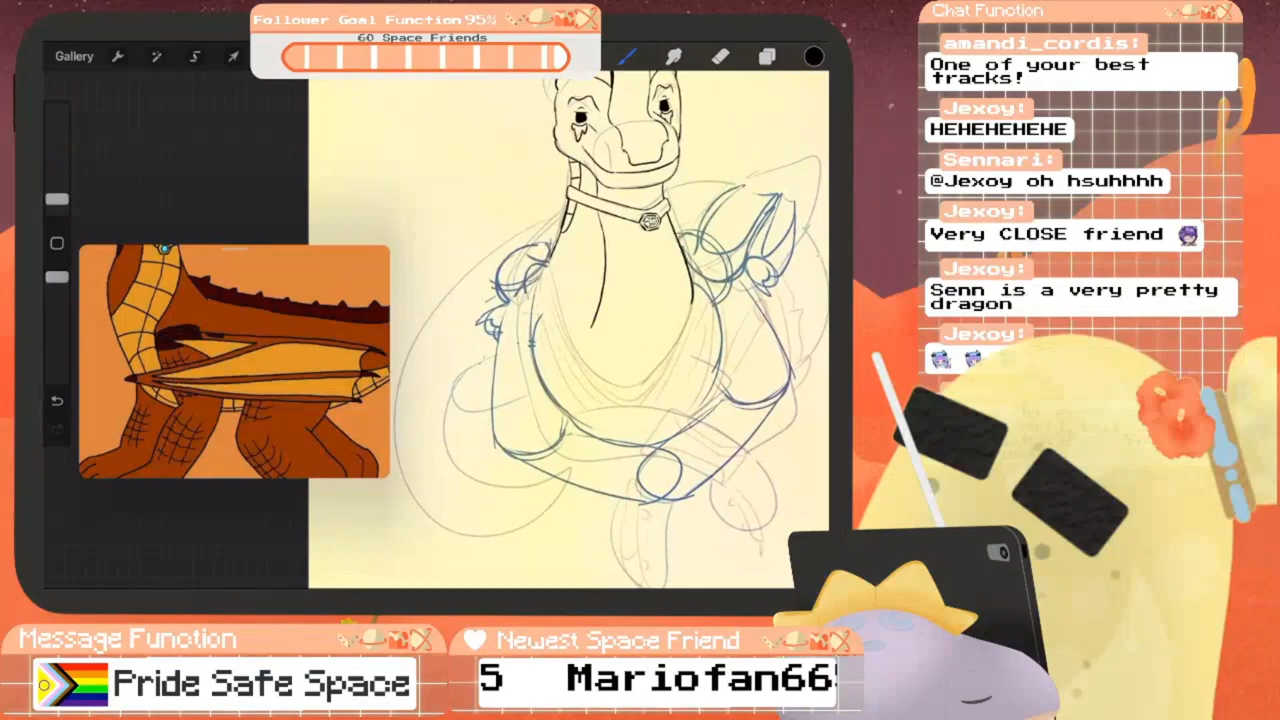 Follower Goal Function 95%
60 Space Friends
Gallery
Chat Function
amandi_cordis:
One of your best
tracks!
Jexoy:
HEHEHEHEHE
Sennari:
@Jexoy oh hsuhhhh
Jexoy:
Very CLOSE friend
Jexoy:
Senn is a very pretty
dragon
Jexoy:
Message Function
Pride Safe Space
Newest Space Friend
5 Mariofan66